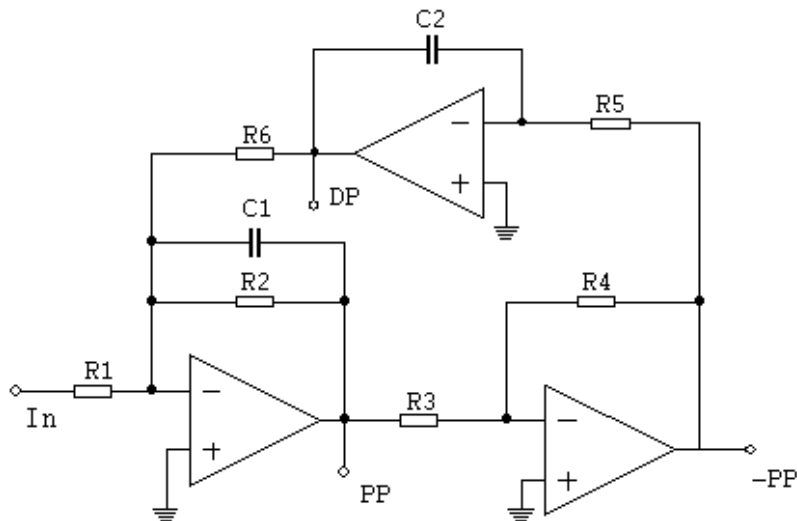 C2
R5
R6
−
+
DP
C1
R2
R4
R1
R3
−
−
In
+
+
PP
-PP